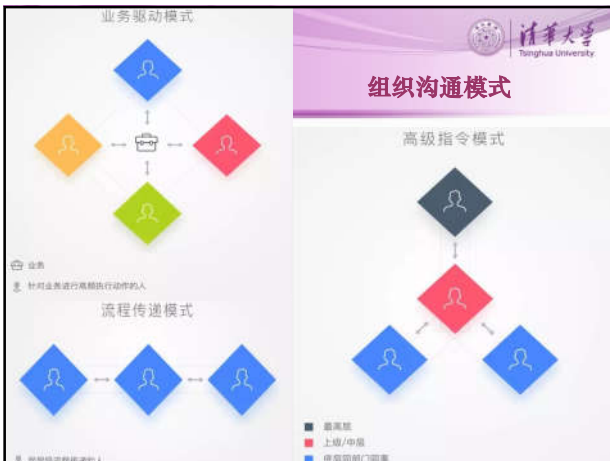 业务驱动模式
业务
针对业务进行高频执行动作的人
流程传递模式
清华大学
Tsinghua University
组织沟通模式
高级指令模式
最高层
上级/中层